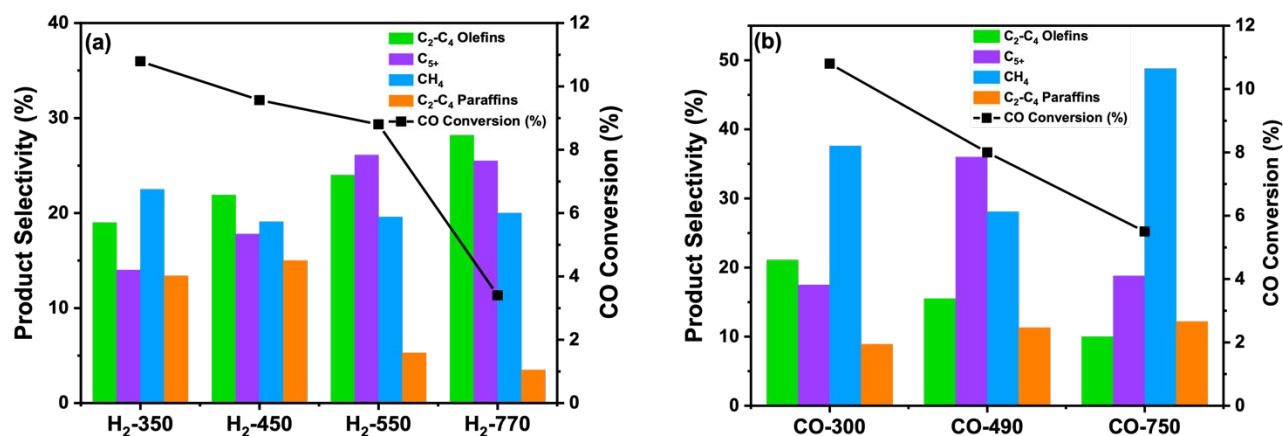 (a)
C₂-C₄ Olefins
C₅₊
CH₄
C₂-C₄ Paraffins
CO Conversion (%)
Product Selectivity (%)
40
30
20
10
0
CO Conversion (%)
12
10
8
6
4
2
0
H₂-350 H₂-450 H₂-550 H₂-770
(b)
C₂-C₄ Olefins
C₅₊
CH₄
C₂-C₄ Paraffins
CO Conversion (%)
Product Selectivity (%)
50
40
30
20
10
0
CO Conversion (%)
12
10
8
6
4
2
0
CO-300 CO-490 CO-750